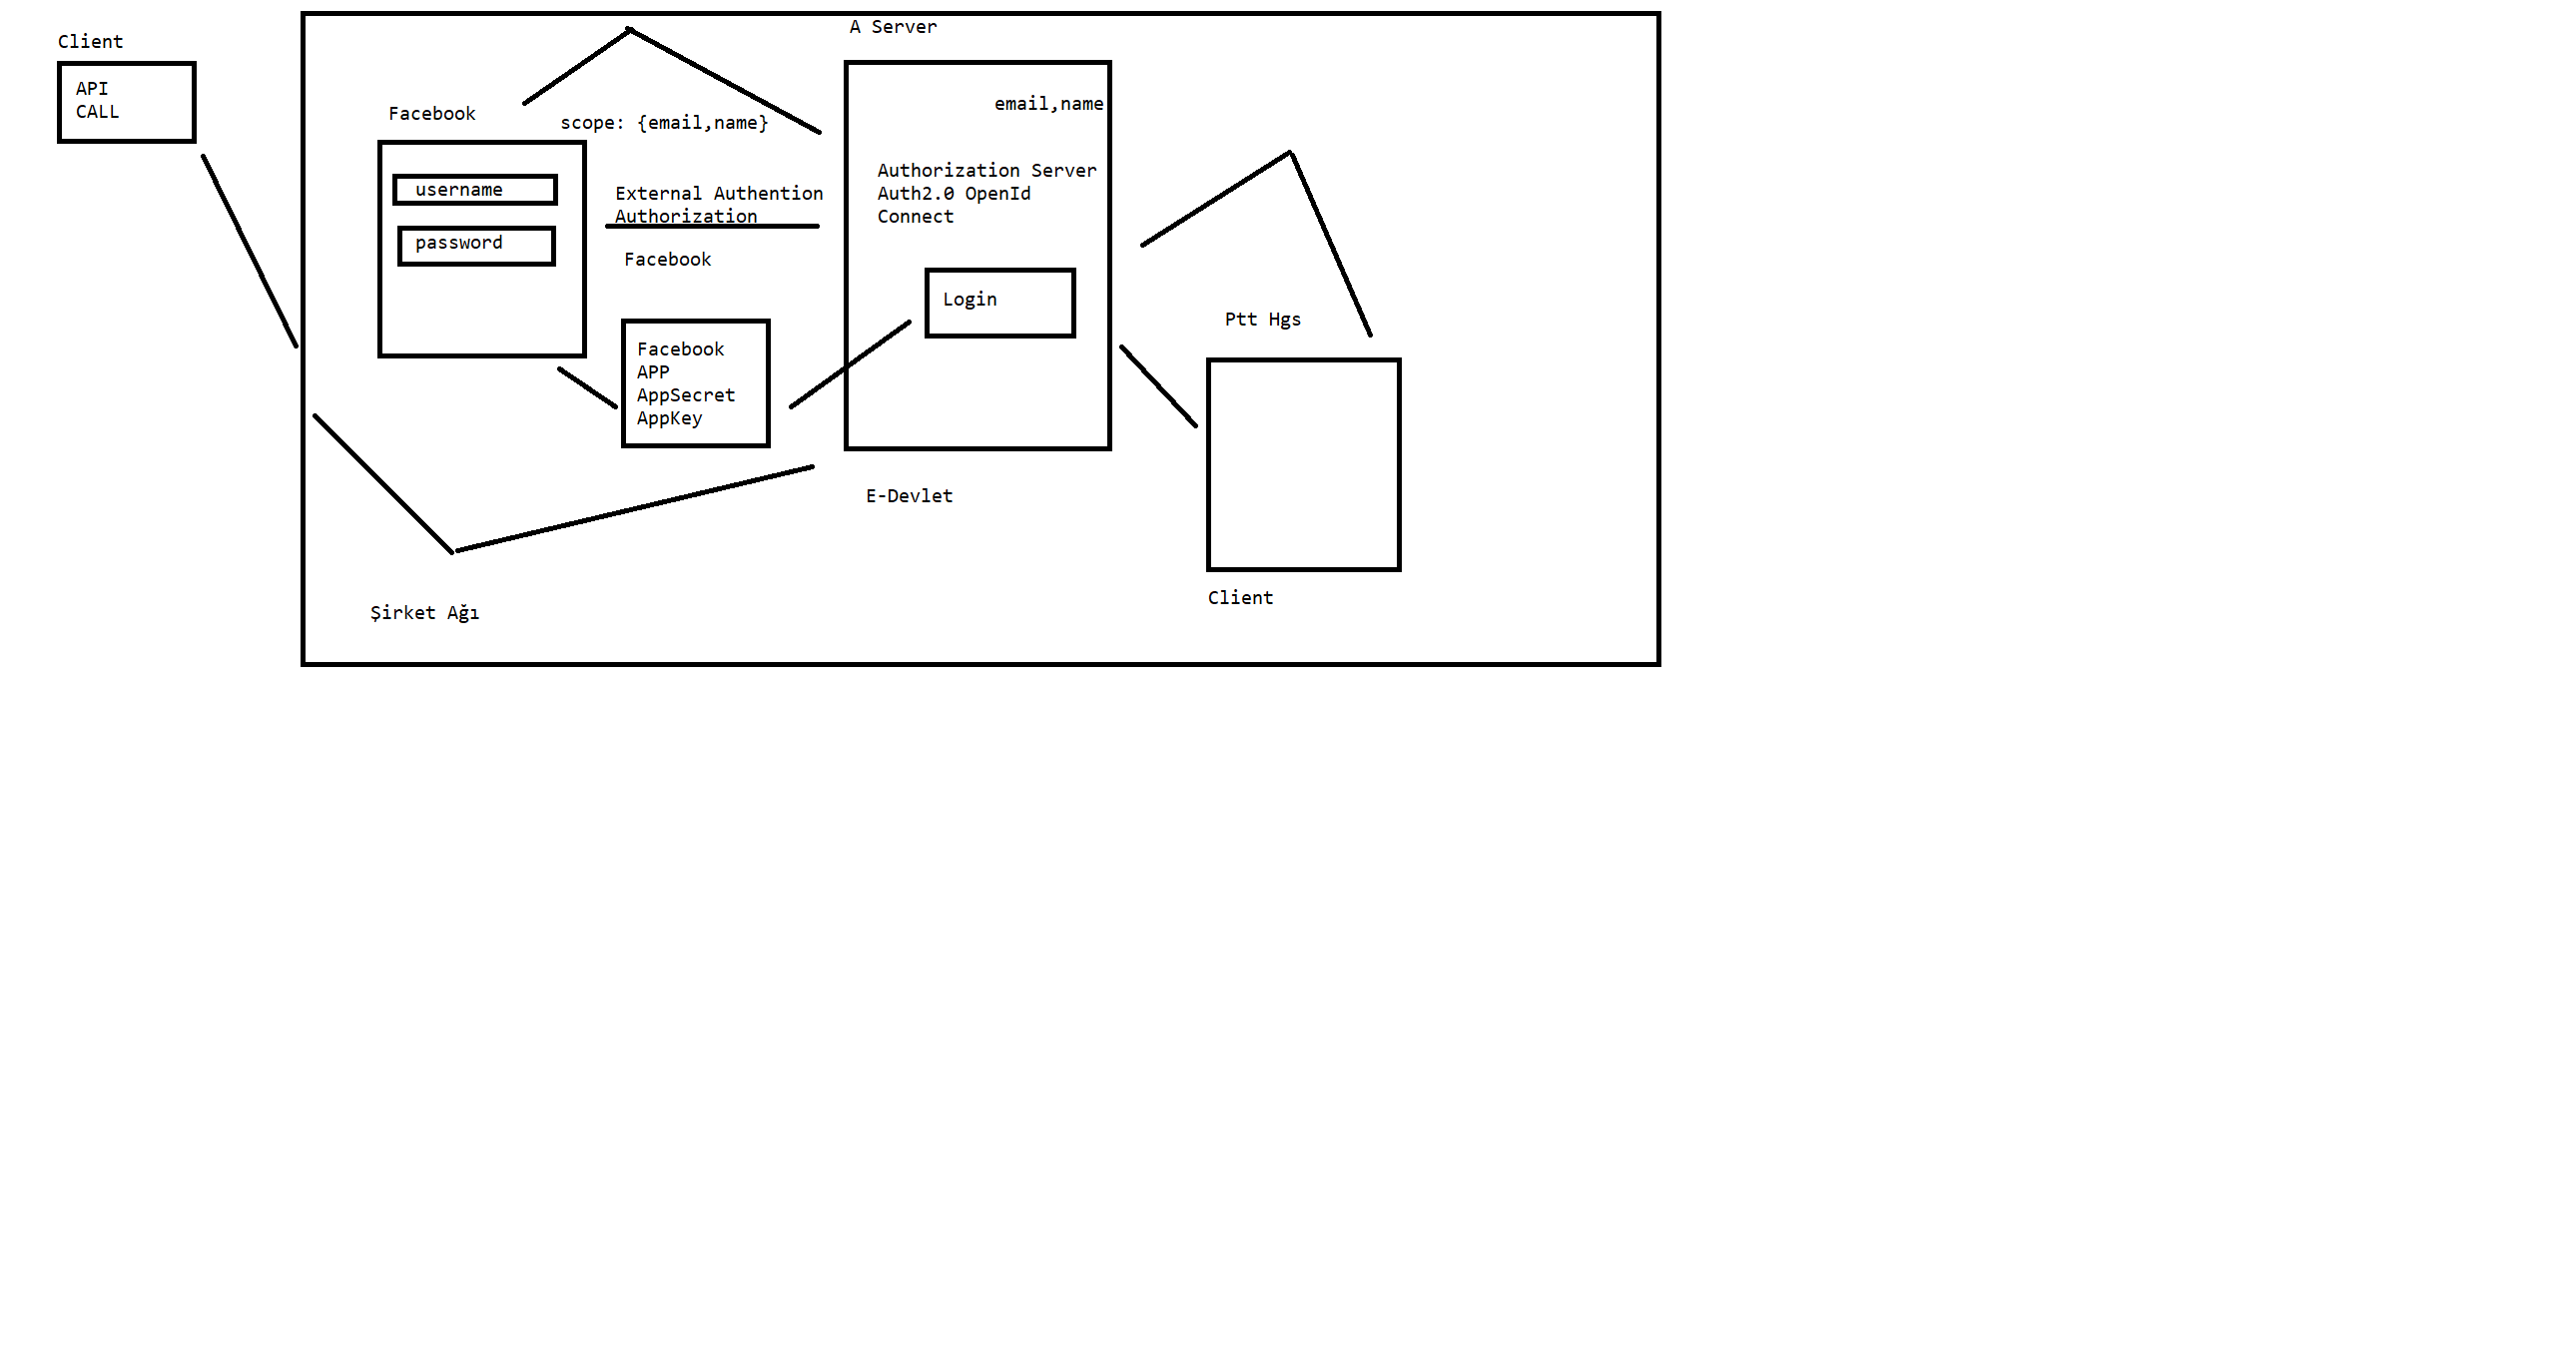 Client
API
CALL
A Server
Facebook
scope: {email,name}
username
password
External Authention
Authorization
Facebook
Facebook
APP
AppSecret
AppKey
email,name
Authorization Server
Auth2.0 OpenId
Connect
Login
E-Devlet
Ptt Hgs
Client
Şirket Ağı